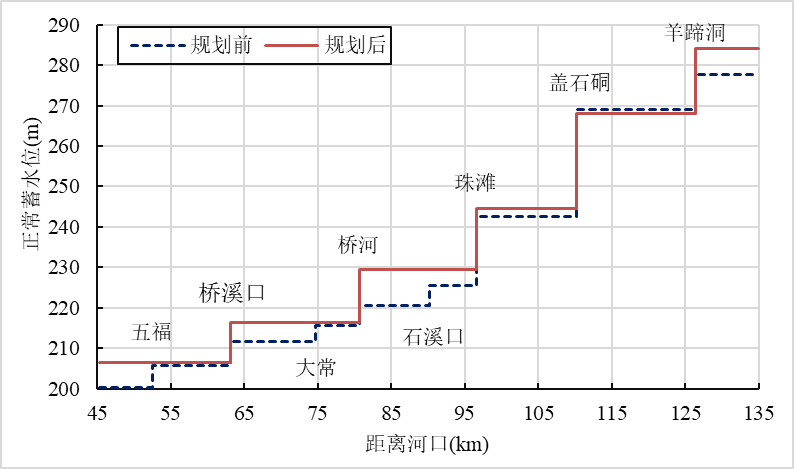 290
280
270
260
250
240
230
220
210
200
正常蓄水位(m)
规划前 规划后
羊蹄洞
盖石硐
珠滩
桥河
桥溪口
五福
石溪口
大常
45 55 65 75 85 95 105 115 125 135
距离河口(km)